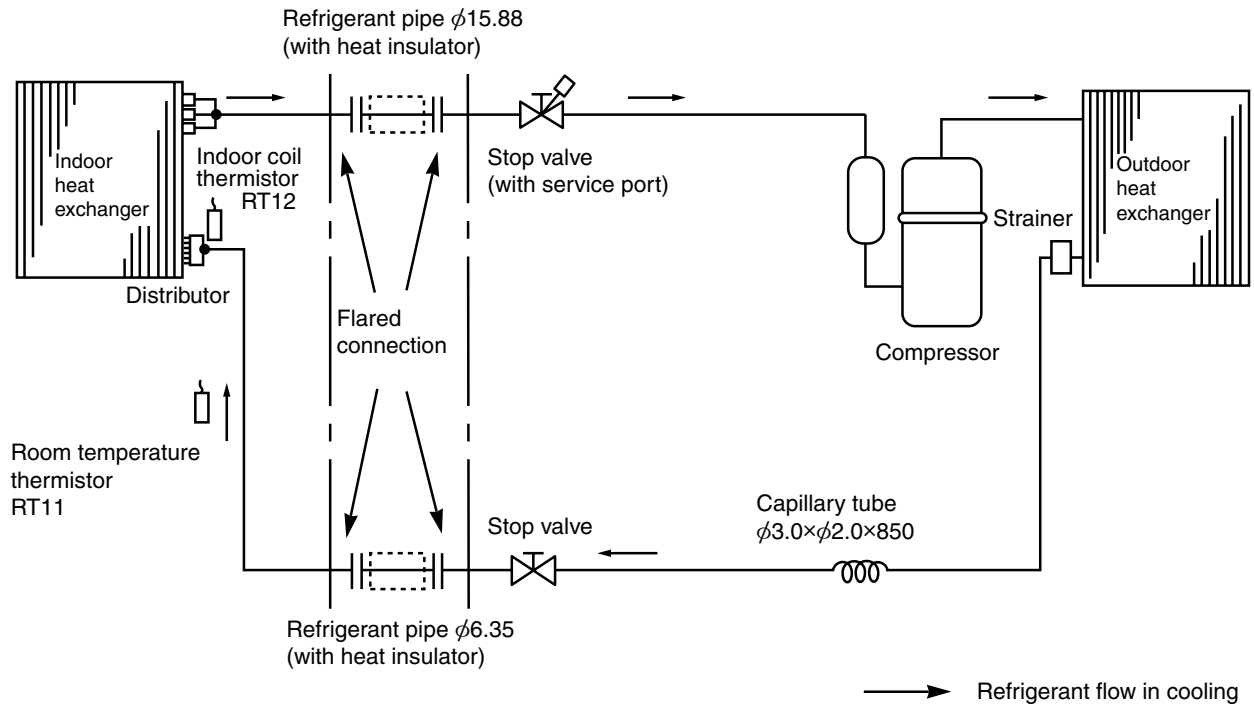 Refrigerant pipe ϕ15.88
(with heat insulator)
Indoor
heat
exchanger
Indoor coil
thermistor
RT12
Stop valve
(with service port)
Strainer
Outdoor
heat
exchanger
Distributor
Flared
connection
Compressor
Room temperature
thermistor
RT11
Stop valve
Capillary tube
ϕ3.0×ϕ2.0×850
Refrigerant pipe ϕ6.35
(with heat insulator)
Refrigerant flow in cooling